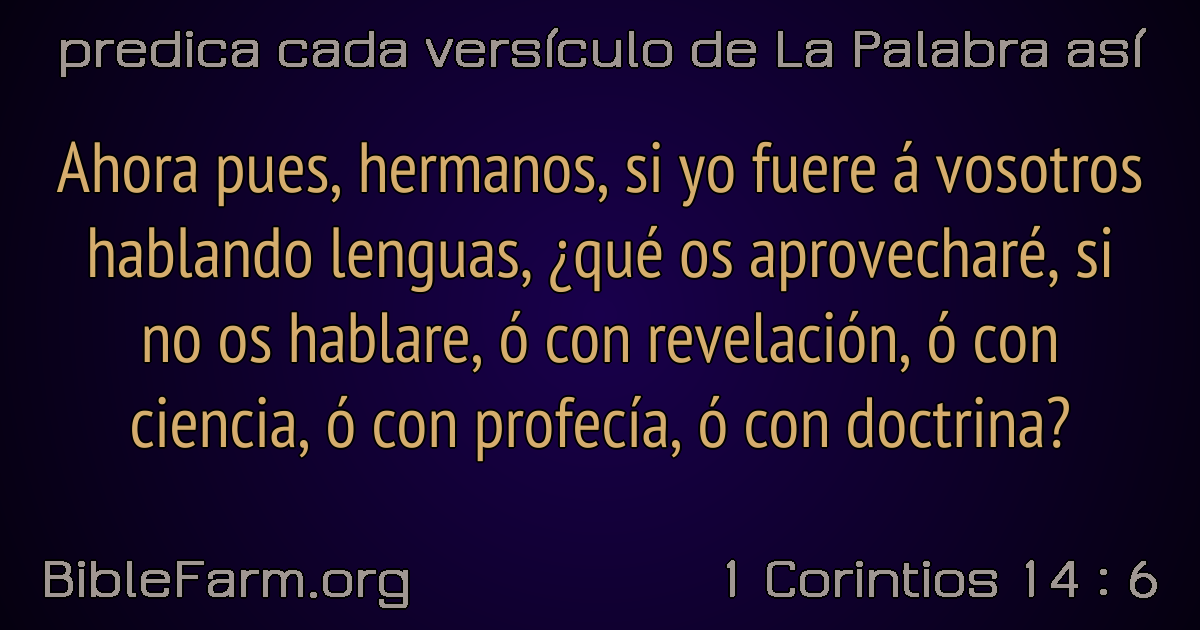 predica cada versículo de La Palabra así
Ahora pues, hermanos, si yo fuere á vosotros
hablando lenguas, ¿qué os aprovecharé, si
no os hablare, ó con revelación, ó con
ciencia, ó con profecía, ó con doctrina?
BibleFarm.org
1 Corintios 14 : 6